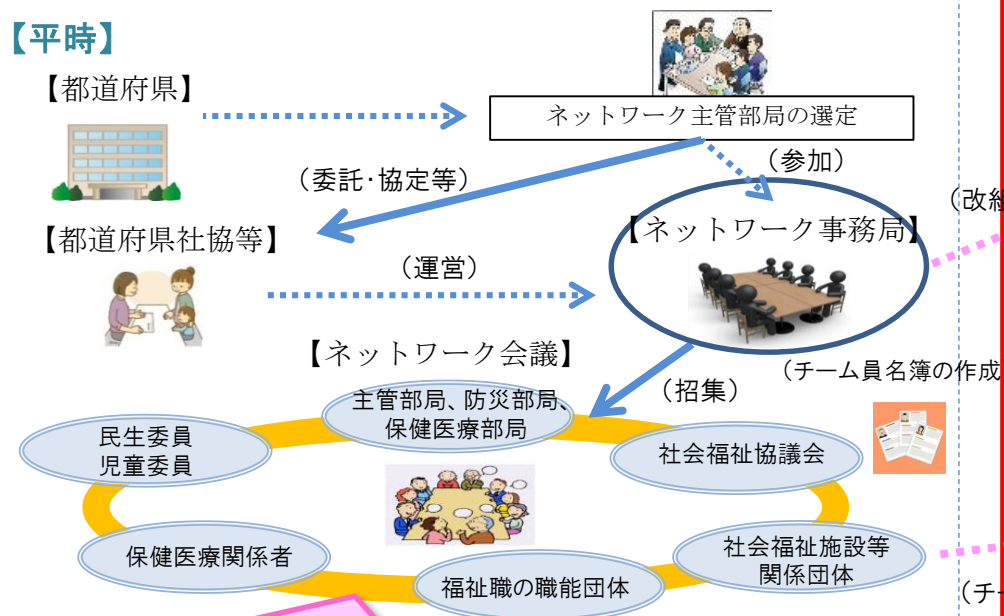 【平時】
【都道府県】
ネットワーク主管部局の選定
（委託・協定等）
（参加）
【都道府県社協等】
【ネットワーク事務局】
（改組
（運営）
【ネットワーク会議】
（招集）
（チーム員名簿の作成
主管部局、防災部局、
保健医療部局
民生委員
児童委員
社会福祉協議会
保健医療関係者
福祉職の職能団体
社会福祉施設等
関係団体
（チー